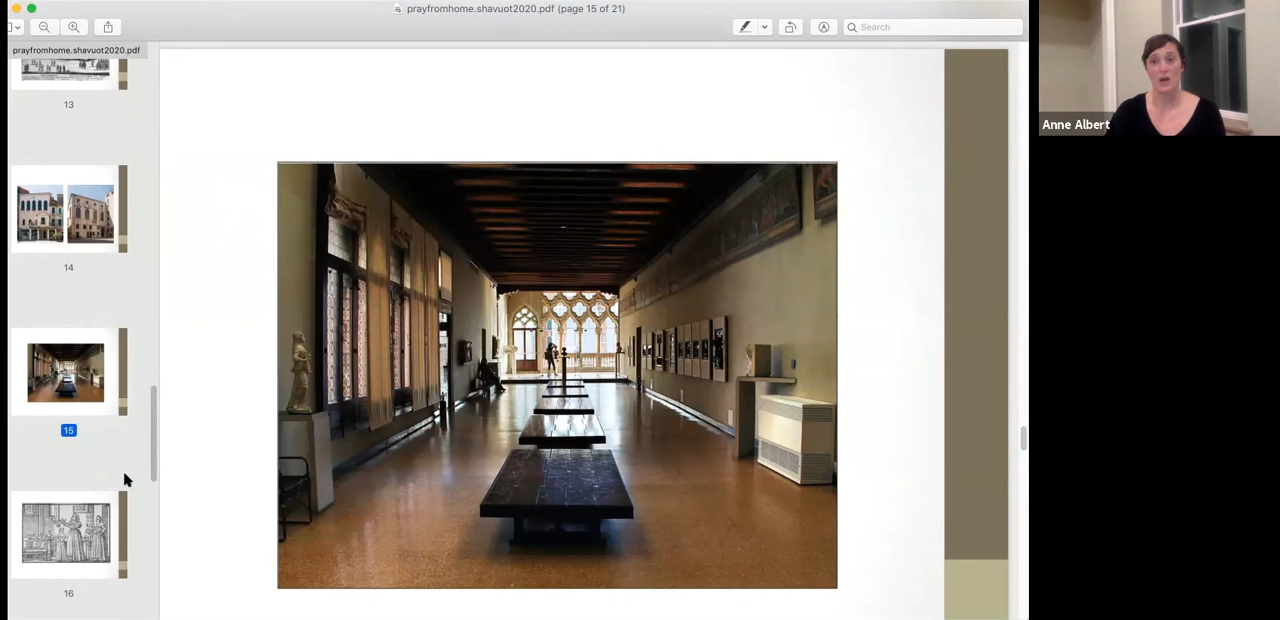 prayfromhome.shavuot2020.pdf (page 15 of 21)
Search
prayfromhome.shavuot2020.pdf
13
14
15
16
Anne Albert